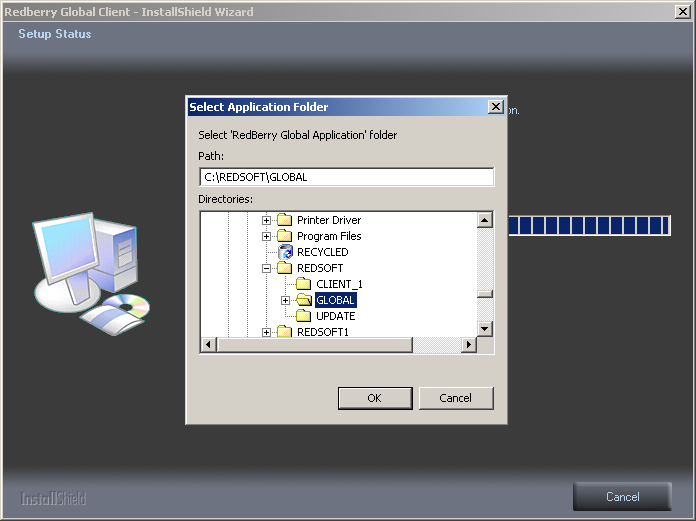 Redberry Global Client - InstallShield Wizard
Setup Status
Select Application Folder
Select 'RedBerry Global Application' folder
Path:
C:\REDSOFT\GLOBAL
Directories:
Printer Driver
Program Files
RECYCLED
REDSOFT
CLIENT_1
GLOBAL
UPDATE
REDSOFT1
OK
Cancel
InstallShield
Cancel